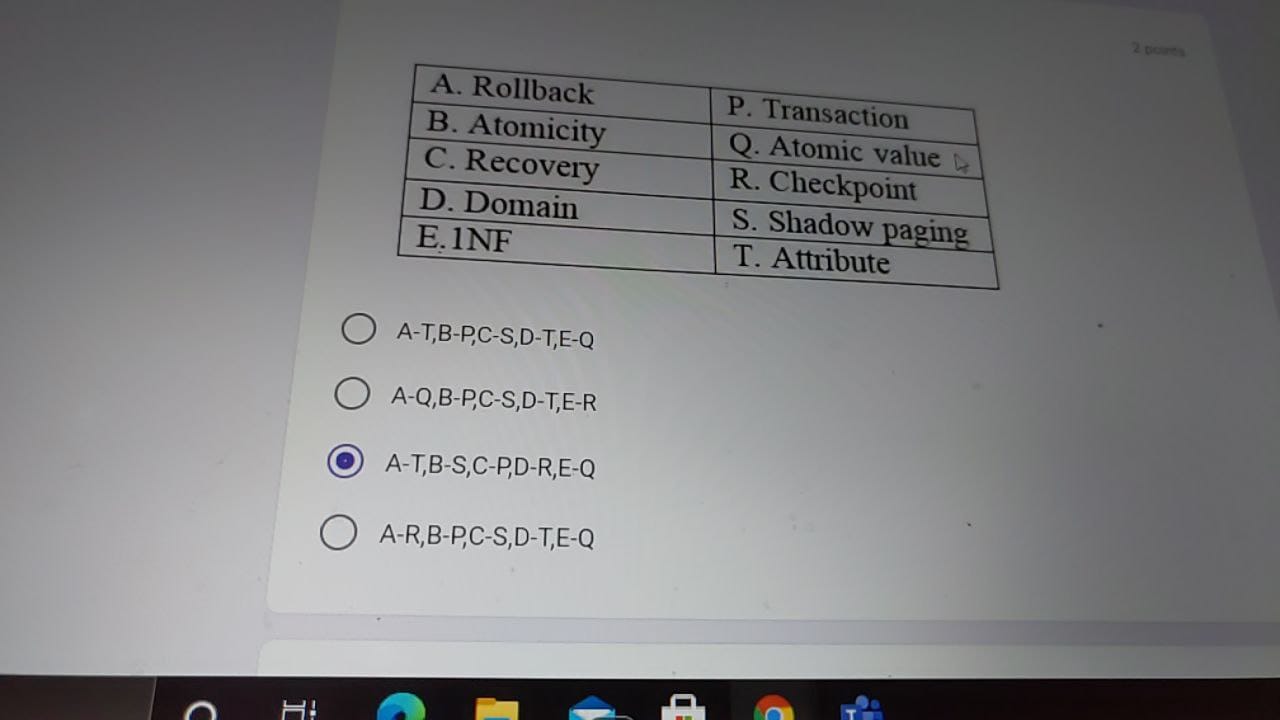 2 points
A. Rollback
P. Transaction
B. Atomicity
Q. Atomic value
C. Recovery
R. Checkpoint
D. Domain
S. Shadow paging
E.1NF
T. Attribute
A-T,B-P,C-S,D-T,E-Q
A-Q,B-P,C-S,D-T,E-R
A-T,B-S,C-P,D-R,E-Q
A-R,B-P,C-S,D-T,E-Q